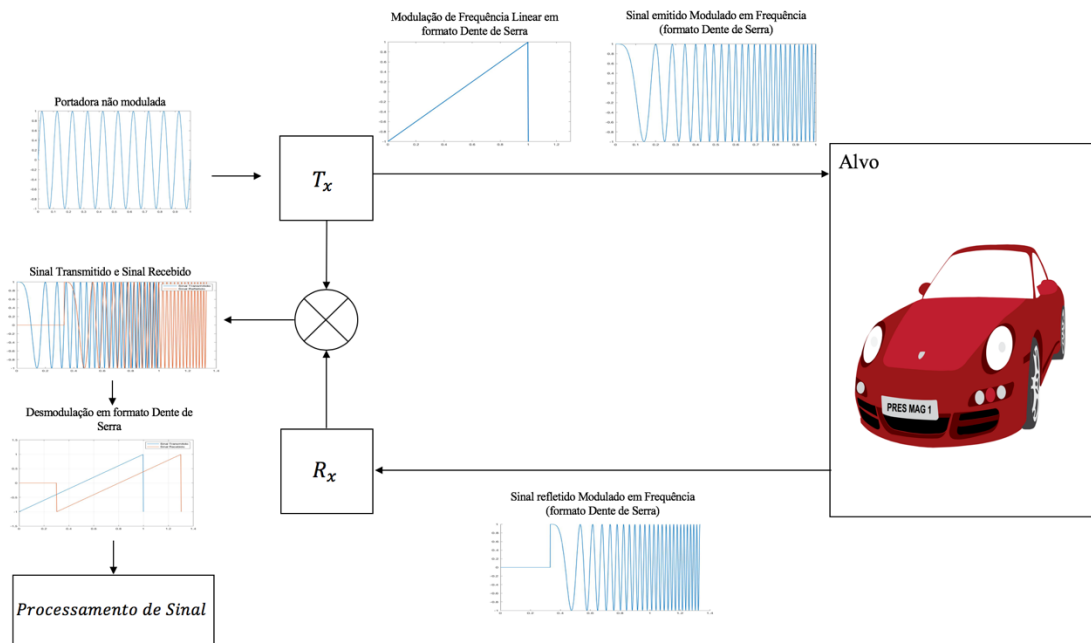 Modulação de Frequência Linear em
formato Dente de Serra
Sinal emitido Modulado em Frequência
(formato Dente de Serra)
Portadora não modulada
T_x
Alvo
Sinal Transmitido e Sinal Recebido
PRES MAG 1
Desmodulação em formato Dente de
Serra
R_x
Sinal refletido Modulado em Frequência
(formato Dente de Serra)
Processamento de Sinal